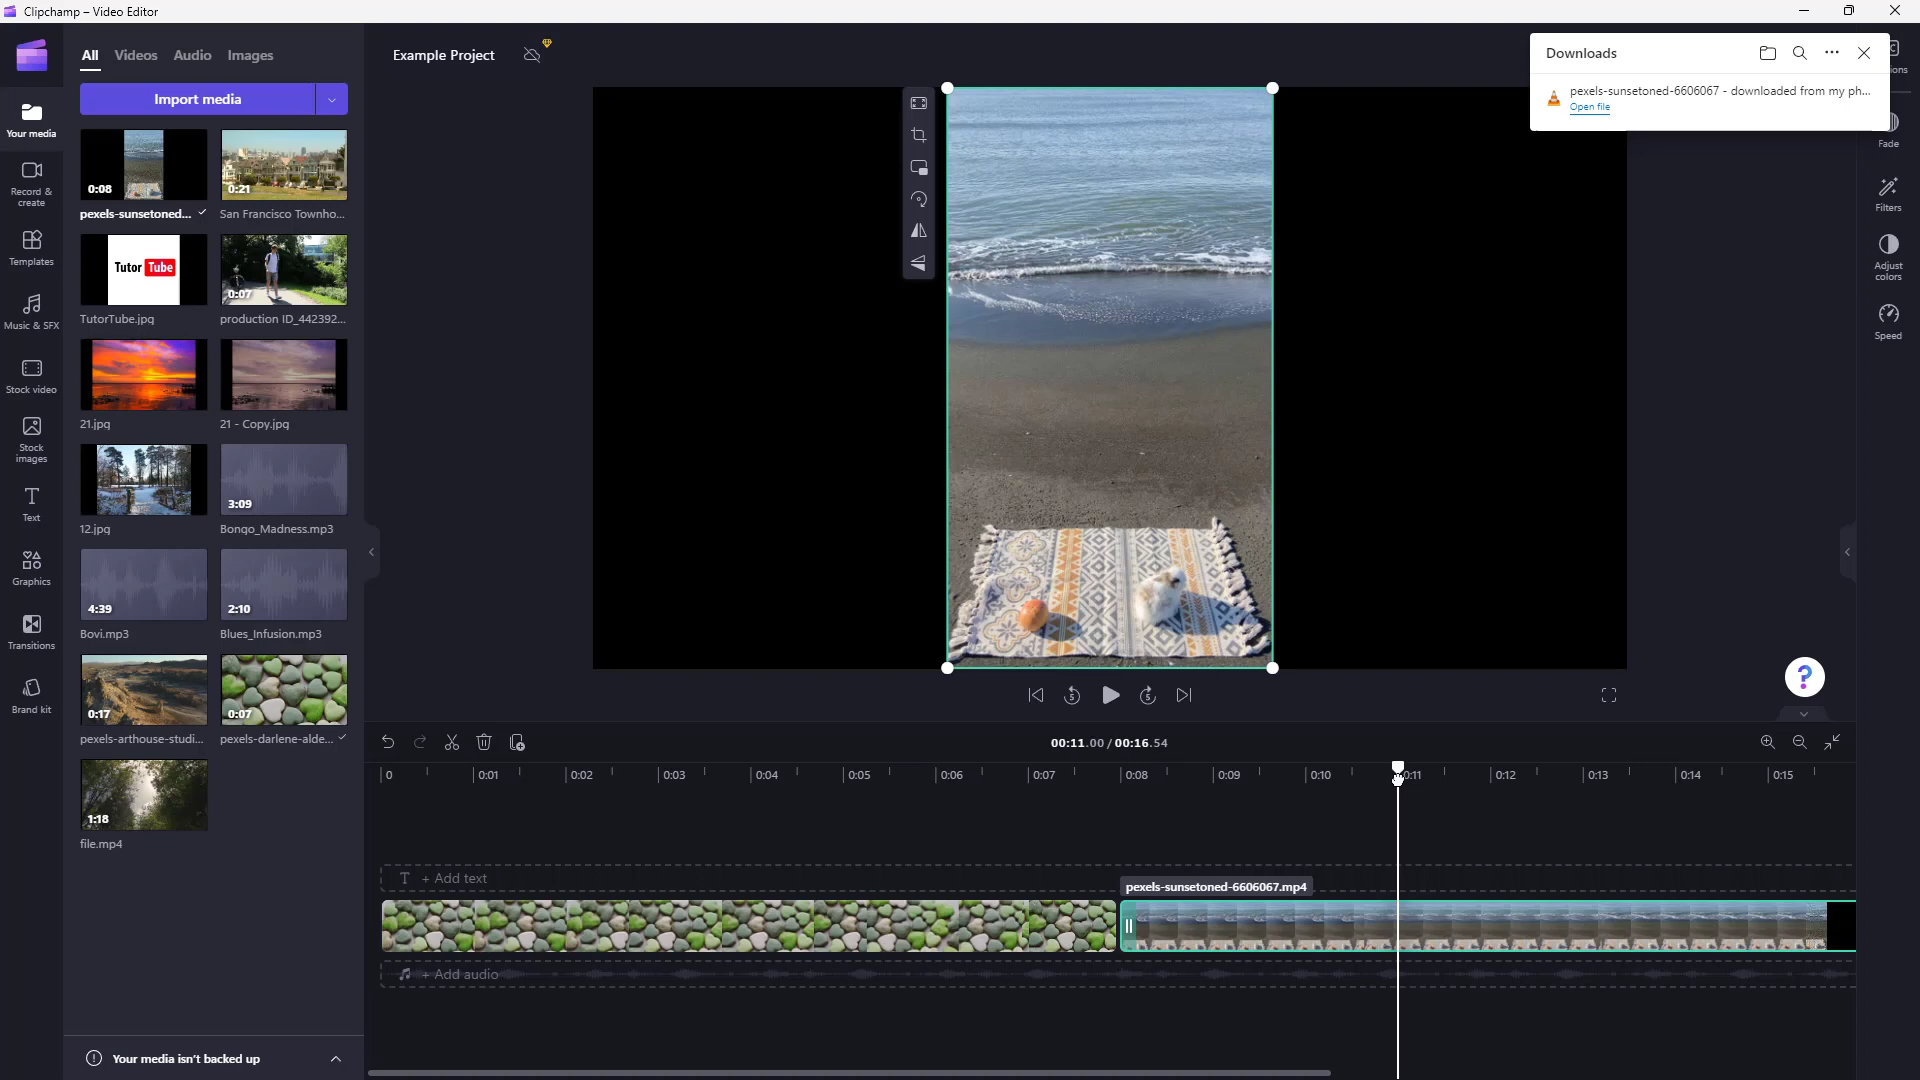 Clipchamp – Video Editor
All Videos Audio Images
Import media
Example Project
Downloads
pexels-sunsetoned-6606067 - downloaded from my ph...
Open file
ions
Your media
Record & create
Templates
Music & SFX
Stock video
Stock images
Text
Graphics
Transitions
Brand kit
0:08
0:21
pexels-sunsetoned...
San Francisco Townho...
Tutor Tube
0:07
TutorTube.jpg
production ID_442392...
21.jpg
21 - Copy.jpg
3:09
12.jpg
Bongo_Madness.mp3
4:39
2:10
Bovi.mp3
Blues_Infusion.mp3
0:17
0:07
pexels-arthouse-studi...
pexels-darlene-alde...
1:18
file.mp4
Your media isn't backed up
Fade
Filters
Adjust colors
Speed
5
5
?
00:11.00 / 00:16.54
0 0:01 0:02 0:03 0:04 0:05 0:06 0:07 0:08 0:09 0:10 0:11 0:12 0:13 0:14 0:15
T + Add text
pexels-sunsetoned-6606067.mp4
+ Add audio